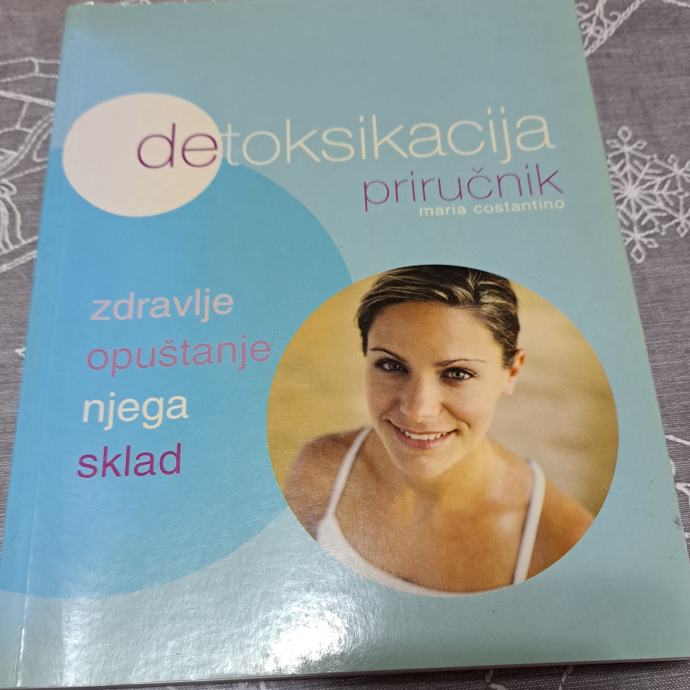 detoksikacija
priručnik
maria costantino
zdravlje
opuštanje
njega
sklad